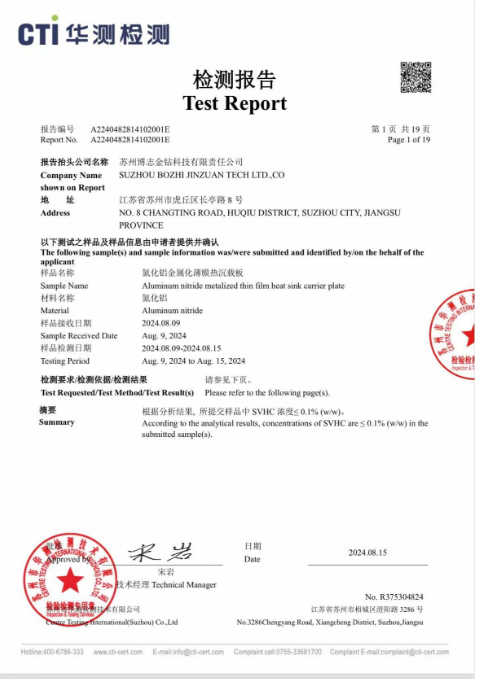 CTI 华测检测
检测报告
Test Report
报告编号 A2240482814102001E 第 1 页 共 19 页
Report No. A2240482814102001E Page 1 of 19
报告抬头公司名称 苏州博志金钻科技有限责任公司
Company Name SUZHOU BOZHI JINZUAN TECH LTD.,CO
shown on Report
地 址 江苏省苏州市虎丘区长亭路 8 号
Address NO. 8 CHANGTING ROAD, HUQIU DISTRICT, SUZHOU CITY, JIANGSU
PROVINCE
以下测试之样品及样品信息由申请者提供并确认
The following sample(s) and sample information was/were submitted and identified by/on the behalf of the
applicant
样品名称 氮化铝金属化薄膜热沉载板
Sample Name Aluminum nitride metalized thin film heat sink carrier plate
材料名称 氮化铝
Material Aluminum nitride
样品接收日期 2024.08.09
Sample Received Date Aug. 9, 2024
样品检测日期 2024.08.09-2024.08.15
Testing Period Aug. 9, 2024 to Aug. 15, 2024
检测要求/检测依据/检测结果 请参见下页。
Test Requested/Test Method/Test Result(s) Please refer to the following page(s).
摘要 根据分析结果, 所提交样品中 SVHC 浓度≤ 0.1% (w/w)。
Summary According to the analytical results, concentrations of SVHC are ≤ 0.1% (w/w) in the
submitted sample(s).
批准 宋岩 日期
Approved by Date 2024.08.15
宋岩
技术经理 Technical Manager
No. R375304824
检验检测专用章
Inspection & Testing Services
江苏省苏州市相城区澄阳路 3286 号
Centre Testing International(Suzhou) Co.,Ltd No.3286Chengyang Road, Xiangcheng District, Suzhou,Jiangsu
Hotline:400-6788-333 www.cti-cert.com E-mail:info@cti-cert.com Complaint call:0755-33681700 Complaint E-mail:complaint@cti-cert.com